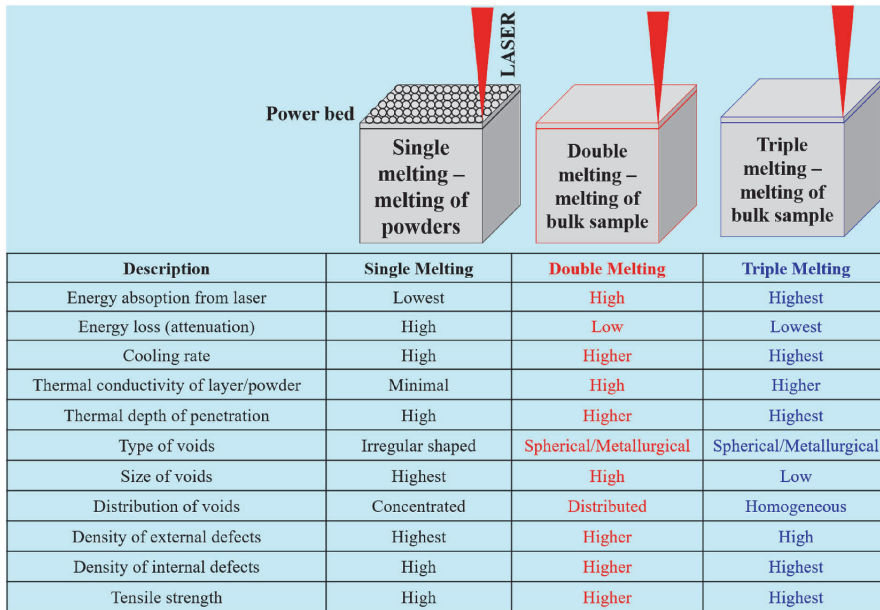 LASER
Power bed
Single
melting –
melting of
powders
Double
melting –
melting of
bulk sample
Triple
melting –
melting of
bulk sample
Description Single Melting Double Melting Triple Melting
Energy absoption from laser Lowest High Highest
Energy loss (attenuation) High Low Lowest
Cooling rate High Higher Highest
Thermal conductivity of layer/powder Minimal High Higher
Thermal depth of penetration High Higher Highest
Type of voids Irregular shaped Spherical/Metallurgical Spherical/Metallurgical
Size of voids Highest High Low
Distribution of voids Concentrated Distributed Homogeneous
Density of external defects Highest Higher High
Density of internal defects High Higher Highest
Tensile strength High Higher Highest